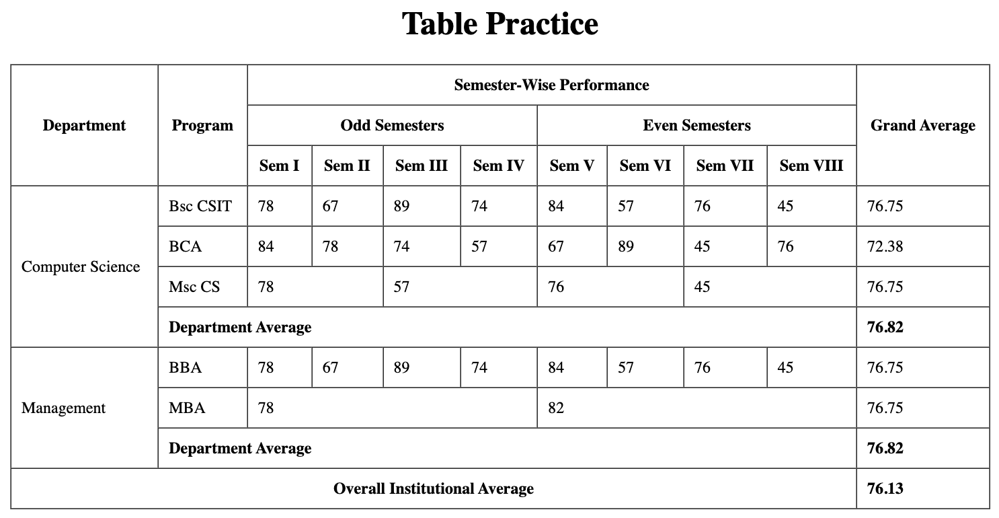 Table Practice
Department Program Semester-Wise Performance Grand Average
Odd Semesters Even Semesters
Sem I Sem II Sem III Sem IV Sem V Sem VI Sem VII Sem VIII
Computer Science Bsc CSIT 78 67 89 74 84 57 76 45 76.75
BCA 84 78 74 57 67 89 45 76 72.38
Msc CS 78 57 76 45 76.75
Department Average 76.82
Management BBA 78 67 89 74 84 57 76 45 76.75
MBA 78 82 76.75
Department Average 76.82
Overall Institutional Average 76.13